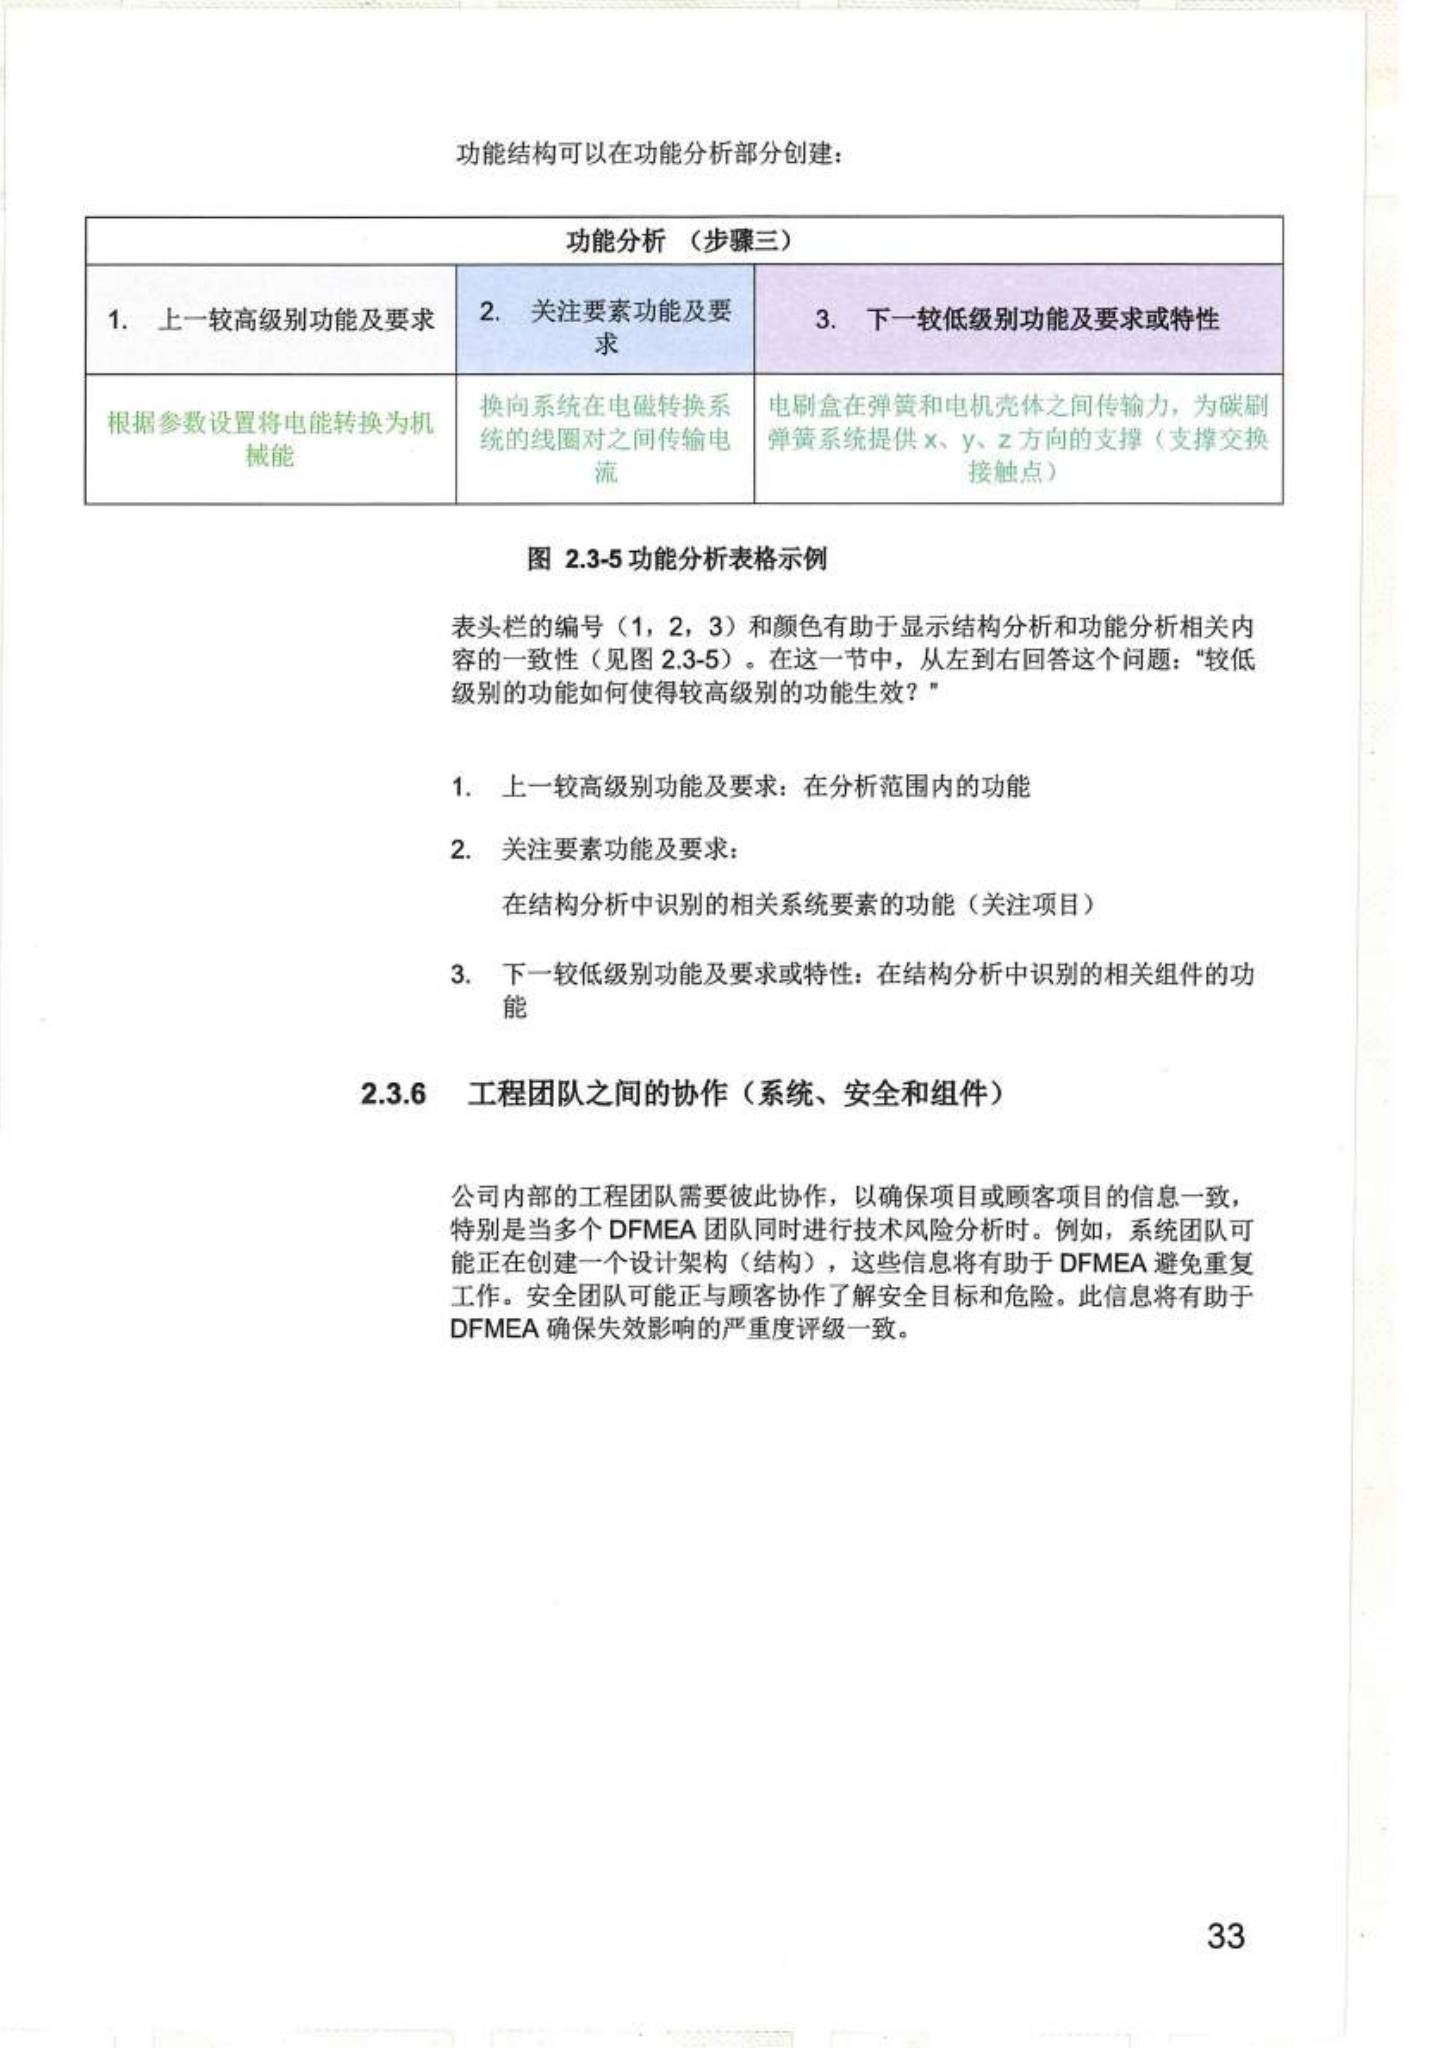 功能结构可以在功能分析部分创建：
功能分析 （步骤三）
1. 上一较高级别功能及要求
2. 关注要素功能及要
求
3. 下一较低级别功能及要求或特性
根据参数设置将电能转换为机
械能
换向系统在电磁转换系
统的线圈对之间传输电
流
电刷盒在弹簧和电机壳体之间传输力，为碳刷
弹簧系统提供 x、y、z 方向的支撑（支撑交换
接触点）
图 2.3-5 功能分析表格示例
表头栏的编号（1，2，3）和颜色有助于显示结构分析和功能分析相关内
容的一致性（见图 2.3-5）。在这一节中，从左到右回答这个问题："较低
级别的功能如何使得较高级别的功能生效？"
1. 上一较高级别功能及要求：在分析范围内的功能
2. 关注要素功能及要求：
在结构分析中识别的相关系统要素的功能（关注项目）
3. 下一较低级别功能及要求或特性：在结构分析中识别的相关组件的功
能
2.3.6 工程团队之间的协作（系统、安全和组件）
公司内部的工程团队需要彼此协作，以确保项目或顾客项目的信息一致，
特别是当多个 DFMEA 团队同时进行技术风险分析时。例如，系统团队可
能正在创建一个设计架构（结构），这些信息将有助于 DFMEA 避免重复
工作。安全团队可能正与顾客协作了解安全目标和危险。此信息将有助于
DFMEA 确保失效影响的严重度评级一致。
33